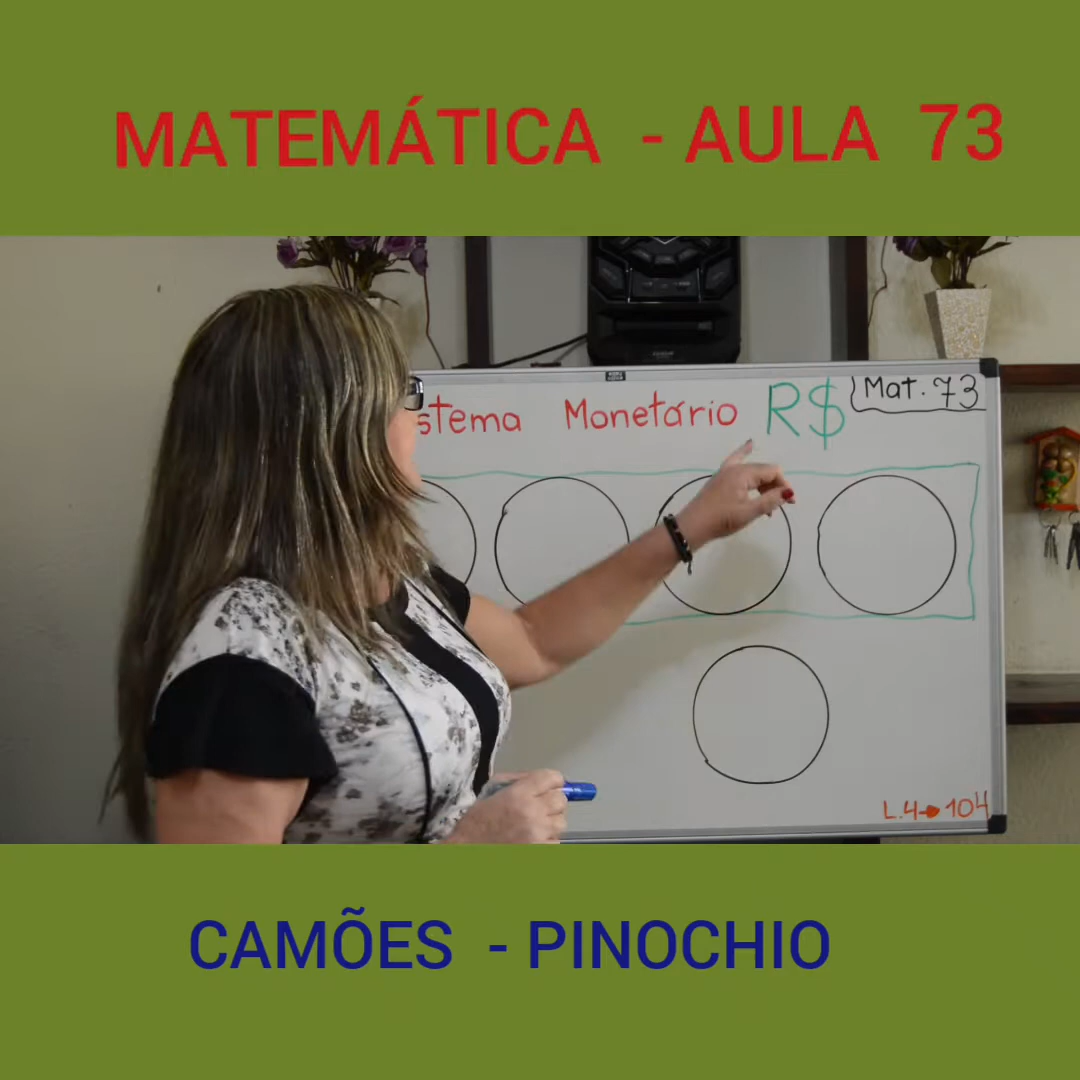 MATEMÁTICA - AULA 73
stema Monetário R$
Mat. 73
L.4 104
CAMÕES - PINOCHIO